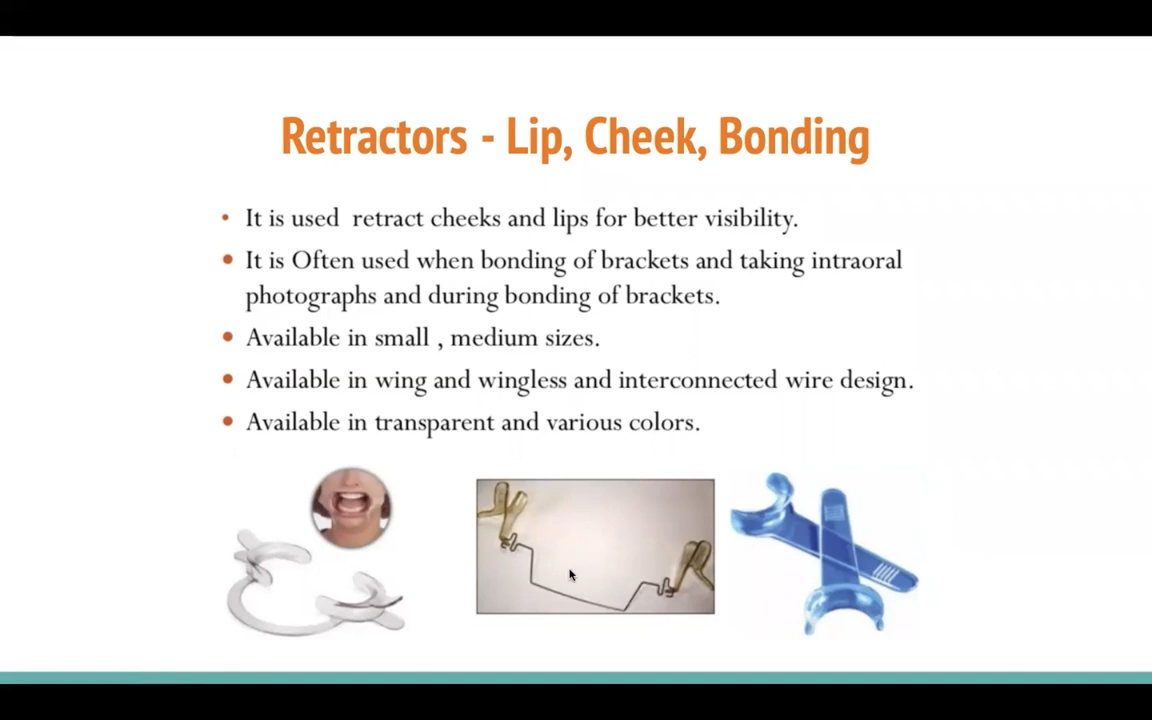 Retractors - Lip, Cheek, Bonding
It is used retract cheeks and lips for better visibility.
It is Often used when bonding of brackets and taking intraoral
photographs and during bonding of brackets.
Available in small , medium sizes.
Available in wing and wingless and interconnected wire design.
Available in transparent and various colors.